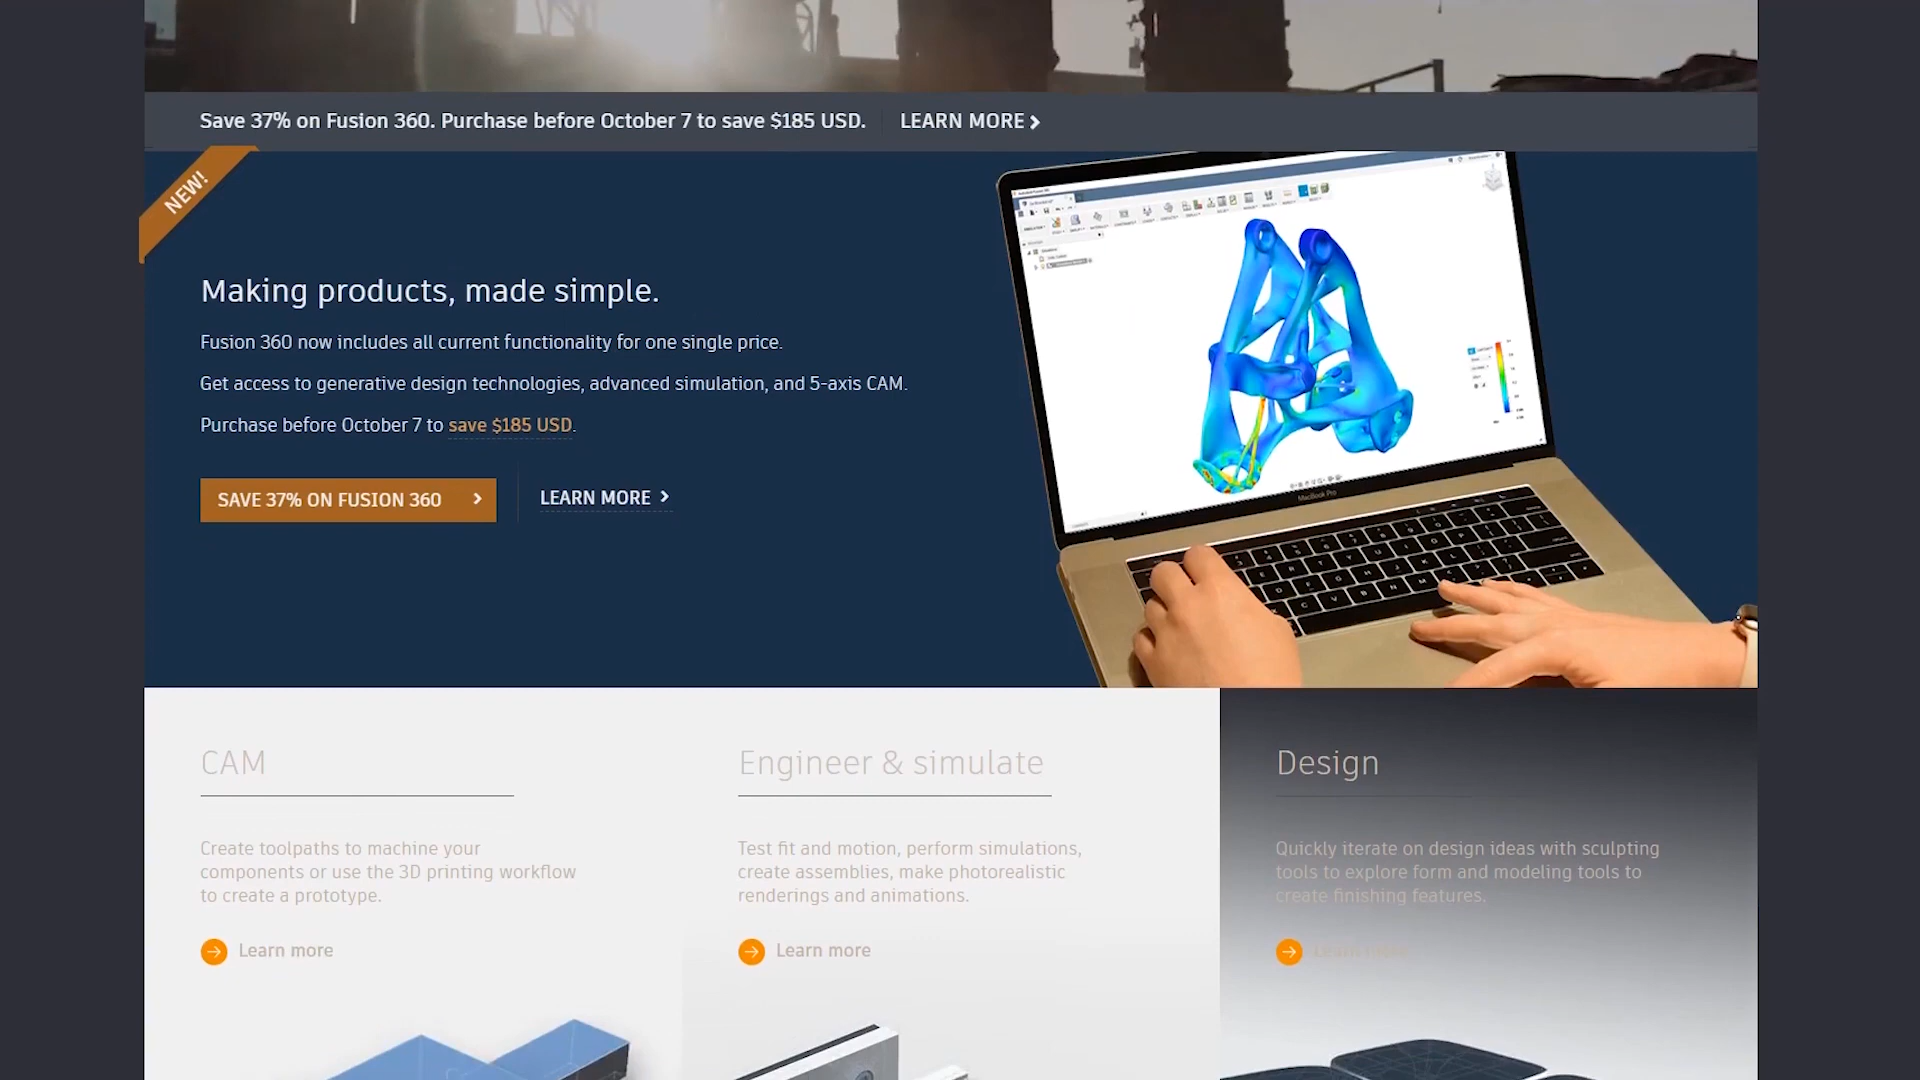 Save 37% on Fusion 360. Purchase before October 7 to save $185 USD.
LEARN MORE
NEW!
Making products, made simple.
Fusion 360 now includes all current functionality for one single price.
Get access to generative design technologies, advanced simulation, and 5-axis CAM.
Purchase before October 7 to save $185 USD.
SAVE 37% ON FUSION 360
LEARN MORE
MacBook Pro
CAM
Create toolpaths to machine your
components or use the 3D printing workflow
to create a prototype.
Learn more
Engineer & simulate
Test fit and motion, perform simulations,
create assemblies, make photorealistic
renderings and animations.
Learn more
Design
Quickly iterate on design ideas with sculpting
tools to explore form and modeling tools to
create finishing features.
Learn more